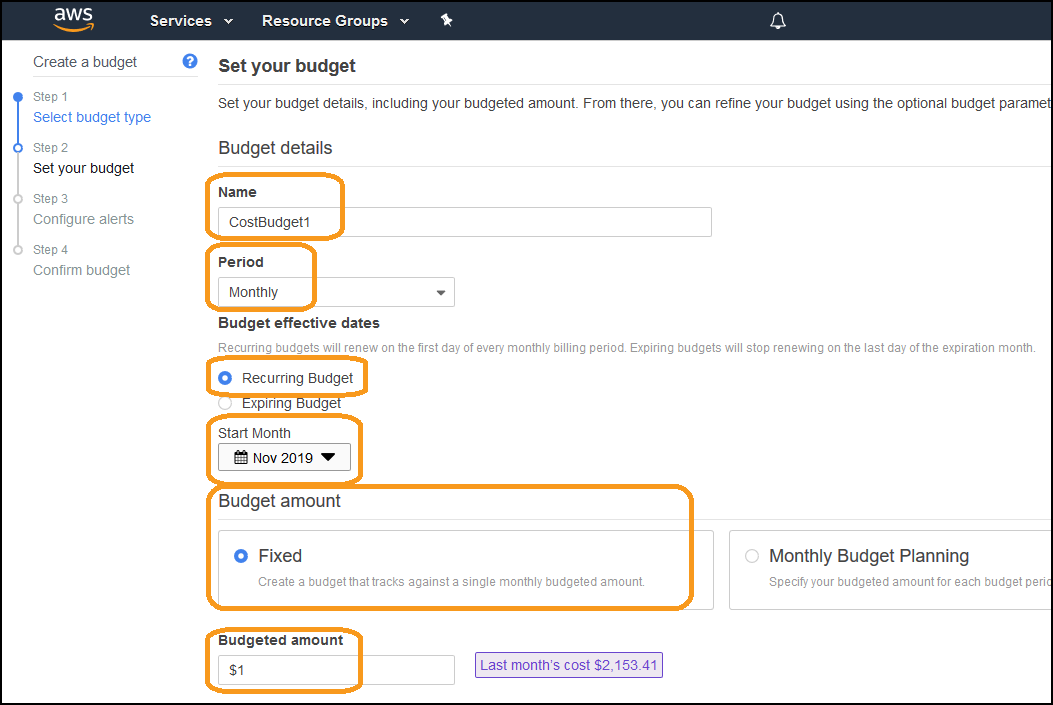 aws Services Resource Groups
Create a budget ?
Step 1
Select budget type
Step 2
Set your budget
Step 3
Configure alerts
Step 4
Confirm budget
Set your budget
Set your budget details, including your budgeted amount. From there, you can refine your budget using the optional budget paramet
Budget details
Name
CostBudget1
Period
Monthly
Budget effective dates
Recurring budgets will renew on the first day of every monthly billing period. Expiring budgets will stop renewing on the last day of the expiration month.
Recurring Budget
Expiring Budget
Start Month
Nov 2019
Budget amount
Fixed
Create a budget that tracks against a single monthly budgeted amount.
Monthly Budget Planning
Specify your budgeted amount for each budget perio
Budgeted amount
$1
Last month's cost $2,153.41